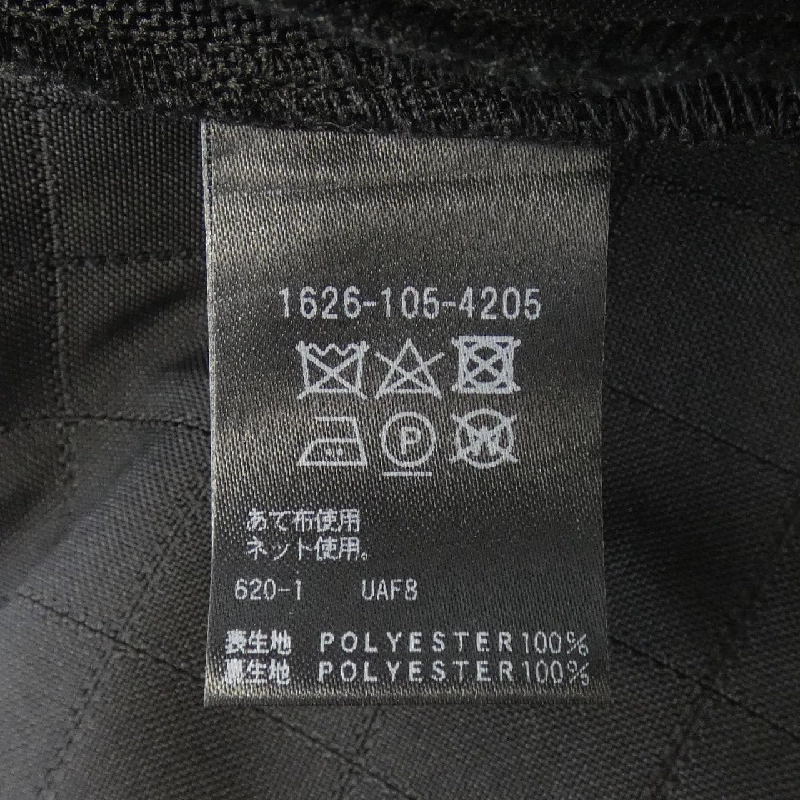 1626-105-4205
P
W
あて布使用
ネット使用。
620-1 UAF8
表生地 POLYESTER100%
裏生地 POLYESTER100%